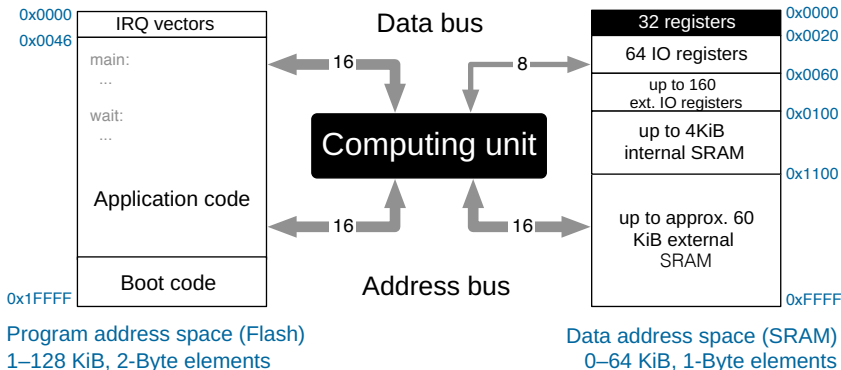 0x0000
IRQ vectors
0x0046
main:
...
wait:
...
Application code
Boot code
0x1FFFF
Program address space (Flash)
1–128 KiB, 2-Byte elements
Data bus
16
8
Computing unit
16
16
Address bus
0x0000
32 registers
0x0020
64 IO registers
0x0060
up to 160
ext. IO registers
0x0100
up to 4KiB
internal SRAM
0x1100
up to approx. 60
KiB external
SRAM
0xFFFF
Data address space (SRAM)
0–64 KiB, 1-Byte elements